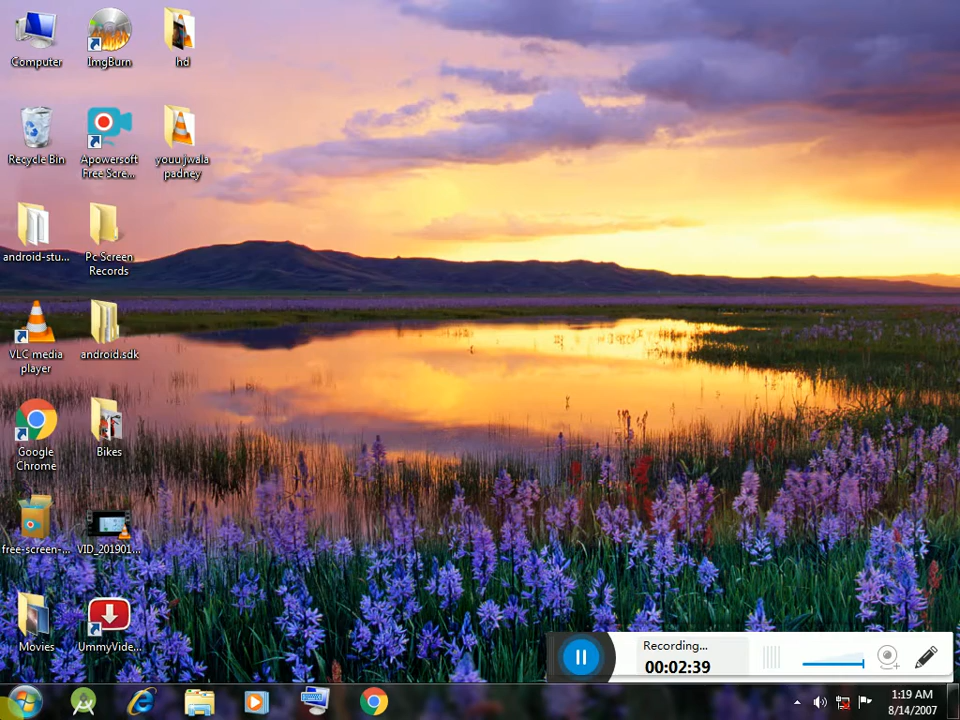 Computer
ImgBurn
hd
Recycle Bin
Apowersoft
Free Scre...
youu jwala
padney
android-stu...
Pc Screen
Records
VLC media
player
android.sdk
Google
Chrome
Bikes
free-screen-...
VID_201901...
Movies
UmmyVide...
Recording...
00:02:39
1:19 AM
8/14/2007